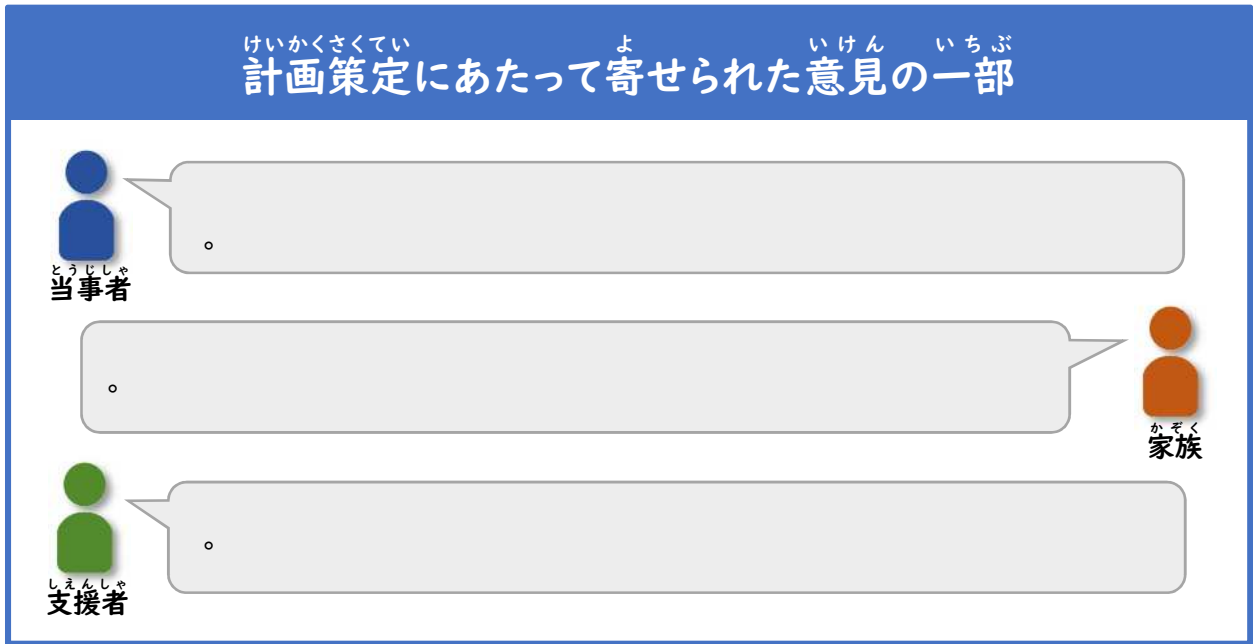 けいかくさくてい よ いけん いちぶ
計画策定にあたって寄せられた意見の一部
。
とうじしゃ
当事者
。
かぞく
家族
。
しえんしゃ
支援者